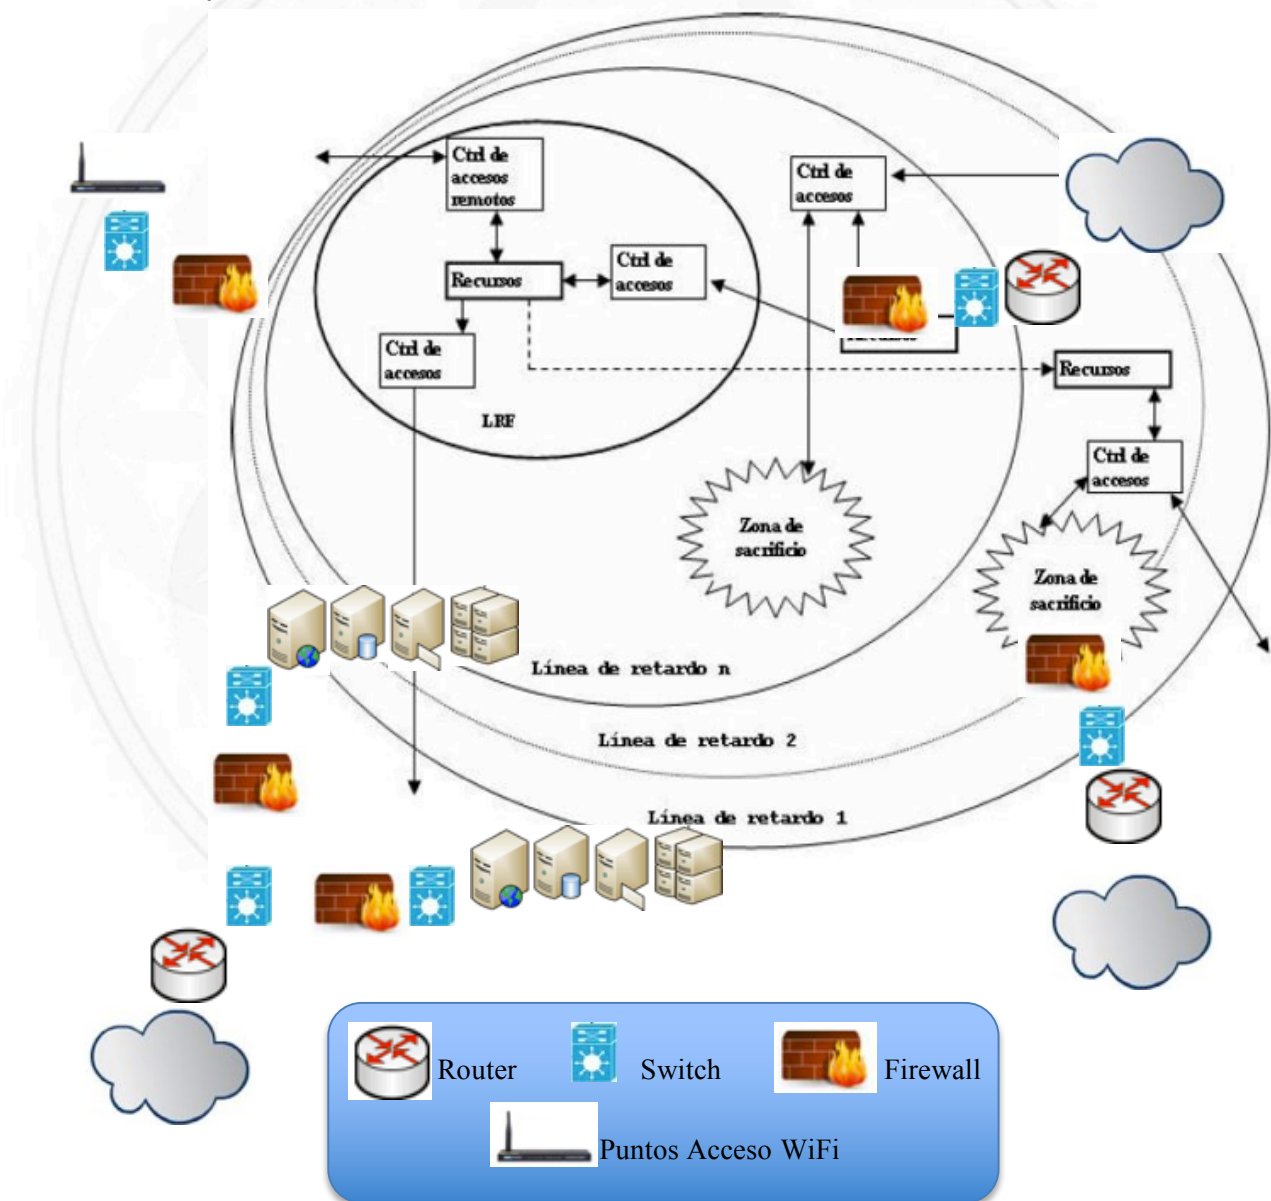 Ctrl de
accesos
remotos
Ctrl de
accesos
Recursos
Ctrl de
accesos
Ctrl de
accesos
Recursos
LRF
Ctrl de
accesos
Zona de
sacrificio
Zona de
sacrificio
Línea de retardo n
Línea de retardo 2
Línea de retardo 1
Router
Switch
Firewall
Puntos Acceso WiFi